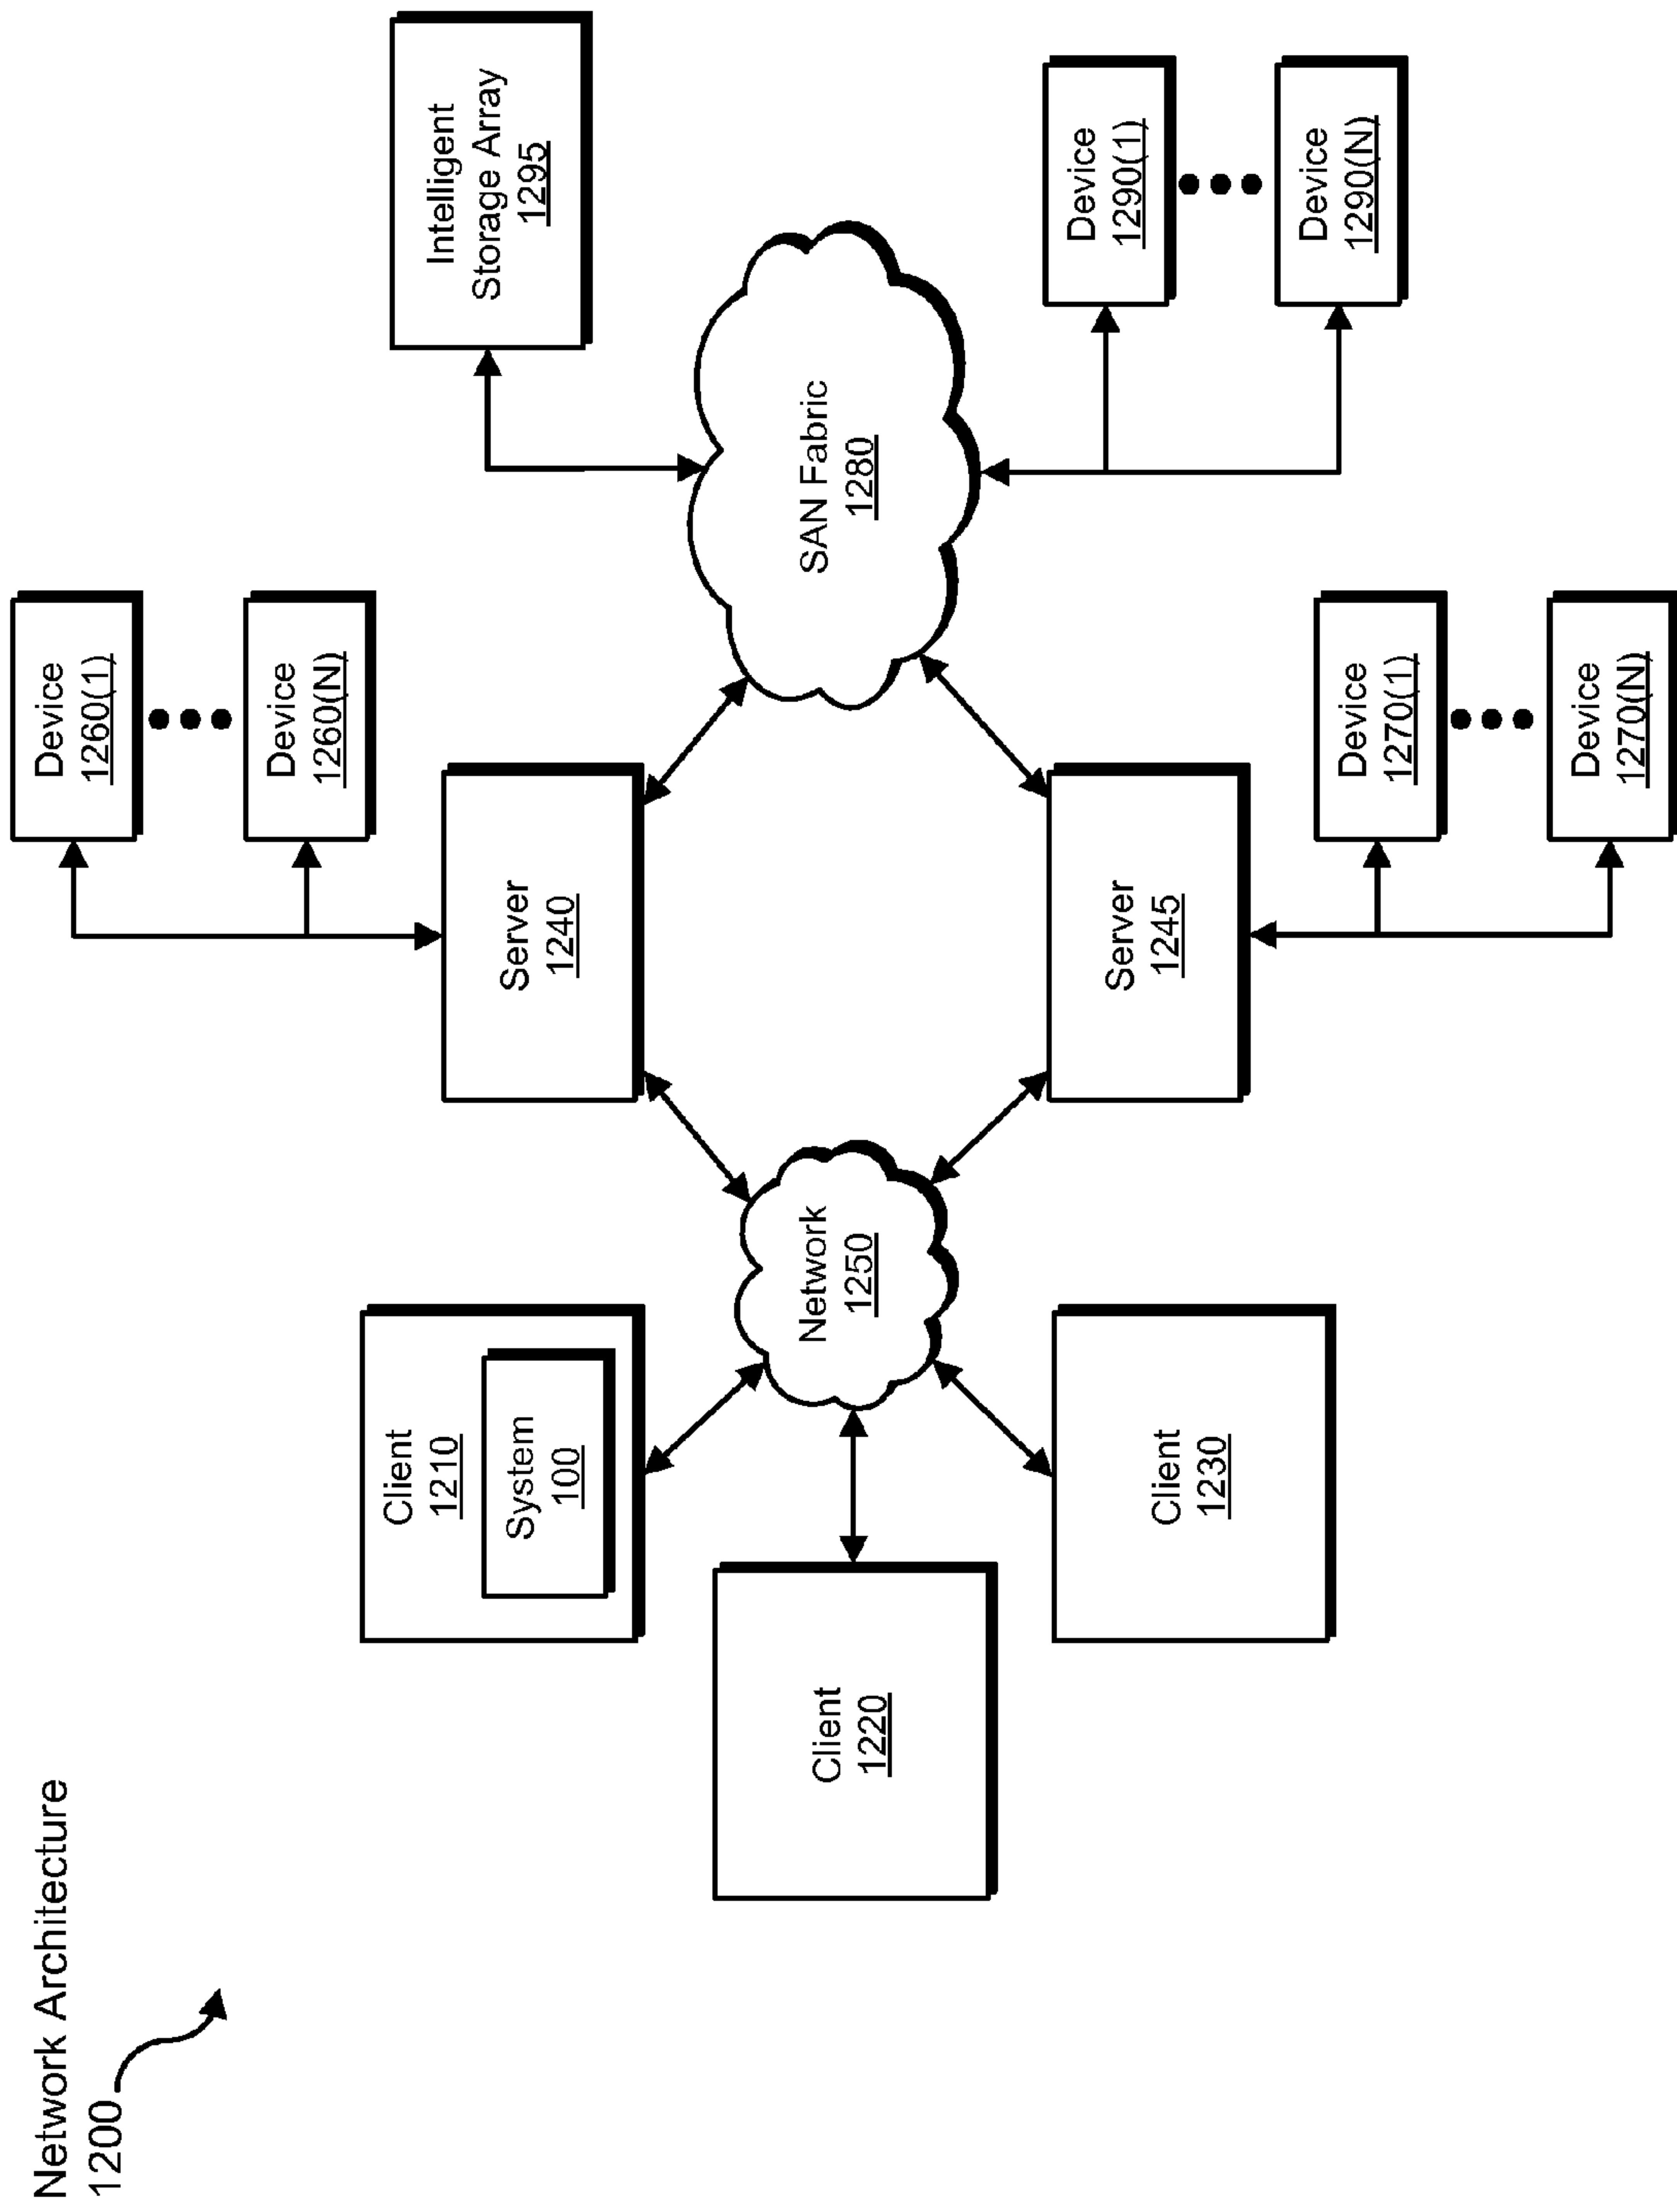 Network Architecture
1200
Client
1210
System
100
Client
1220
Client
1230
Network
1250
Server
1240
Server
1245
Device
1260(1)
Device
1260(N)
Device
1270(1)
Device
1270(N)
SAN Fabric
1280
Intelligent
Storage Array
1295
Device
1290(1)
Device
1290(N)